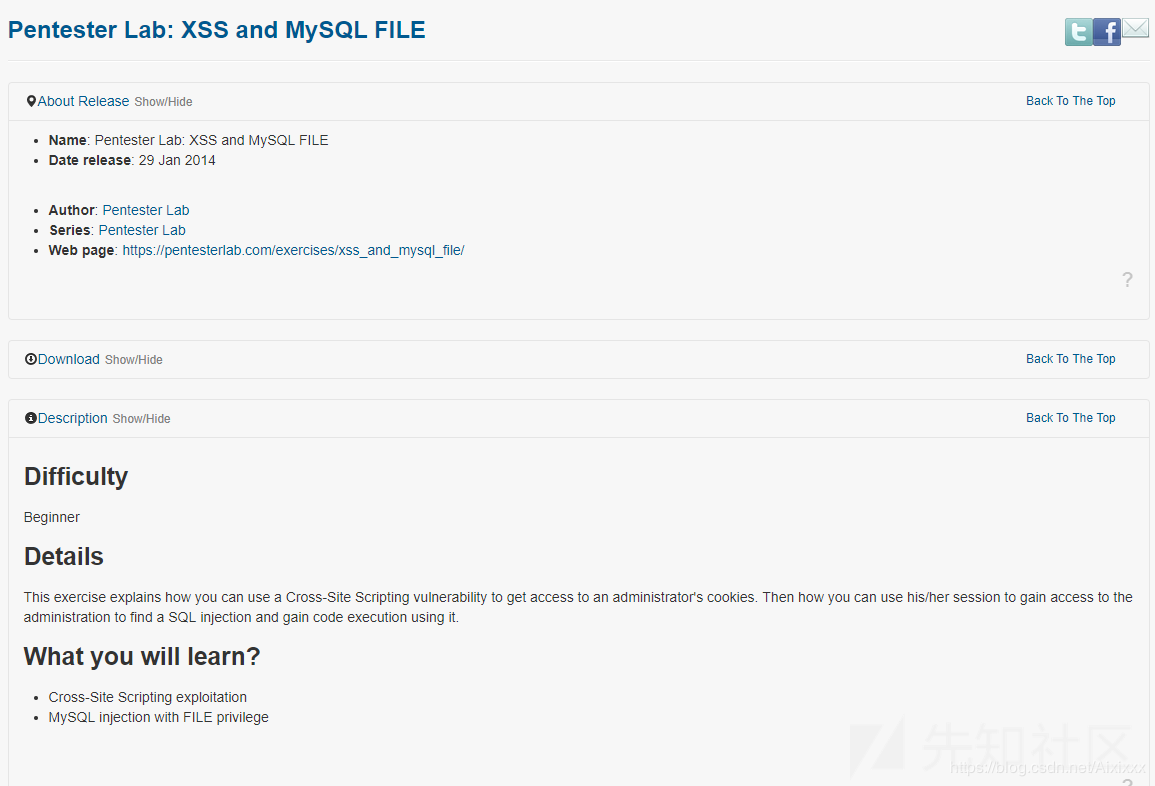 Pentester Lab: XSS and MySQL FILE
About Release Show/Hide
Back To The Top
Name: Pentester Lab: XSS and MySQL FILE
Date release: 29 Jan 2014
Author: Pentester Lab
Series: Pentester Lab
Web page: https://pentesterlab.com/exercises/xss_and_mysql_file/
?
Download Show/Hide
Back To The Top
Description Show/Hide
Back To The Top
Difficulty
Beginner
Details
This exercise explains how you can use a Cross-Site Scripting vulnerability to get access to an administrator's cookies. Then how you can use his/her session to gain access to the
administration to find a SQL injection and gain code execution using it.
What you will learn?
Cross-Site Scripting exploitation
MySQL injection with FILE privilege
先知社区
https://blog.csdn.net/Aixixxx
?